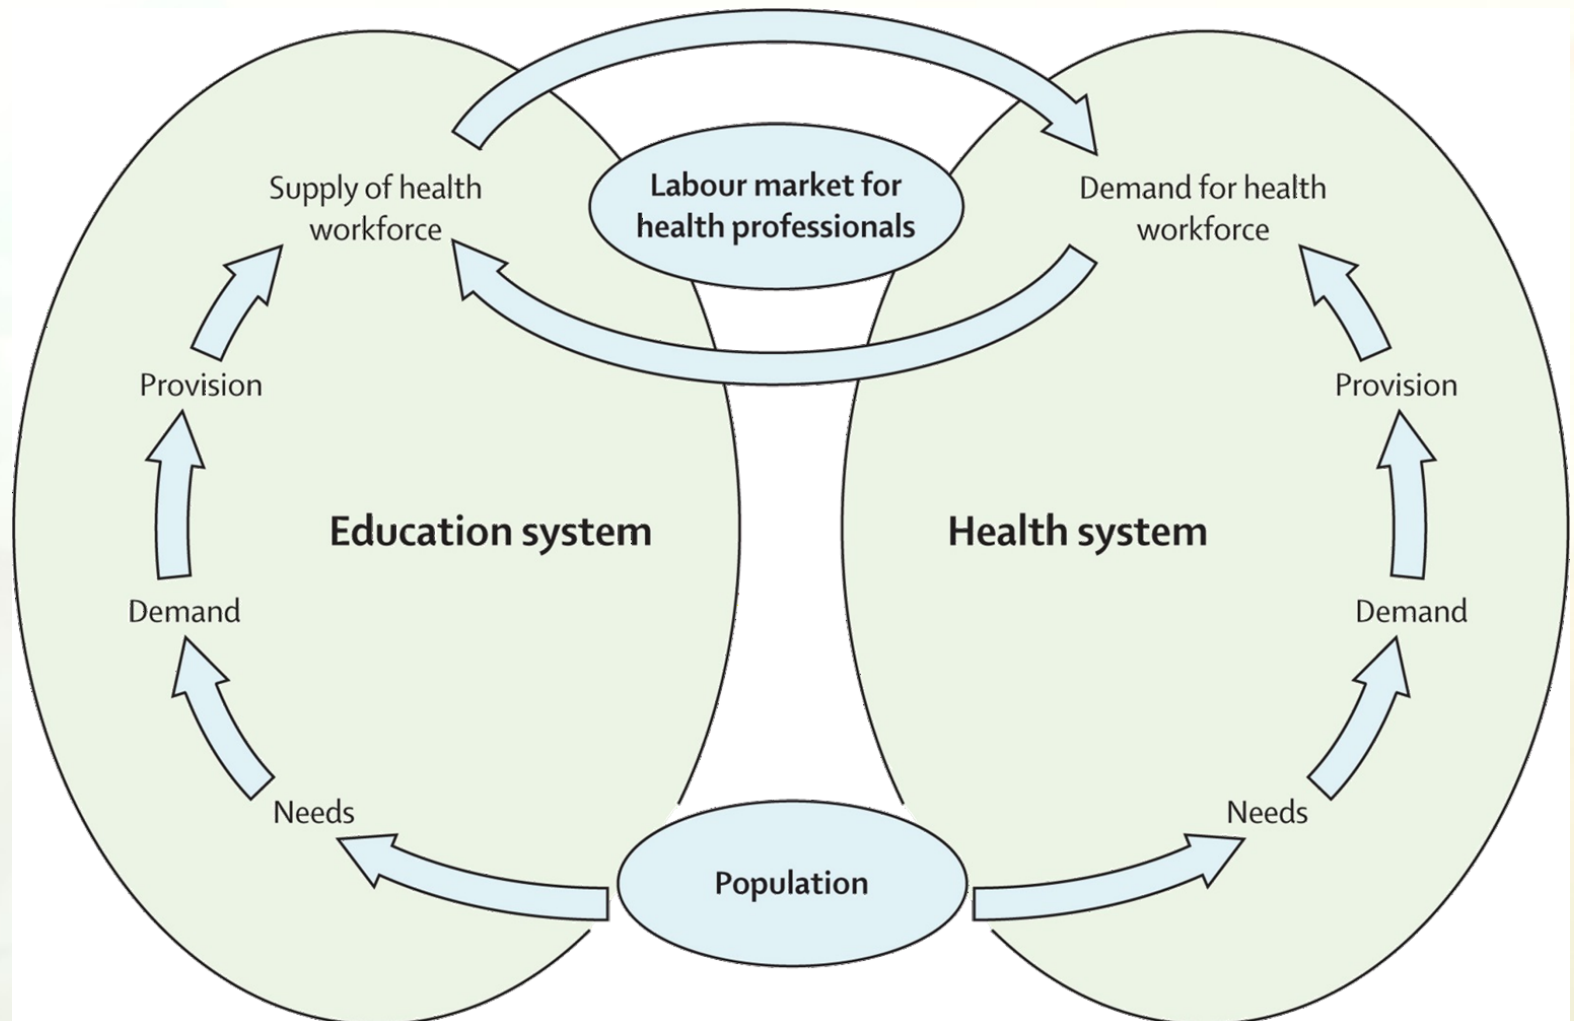 Supply of health
workforce
Labour market for
health professionals
Demand for health
workforce
Provision
Provision
Education system
Health system
Demand
Demand
Needs
Needs
Population